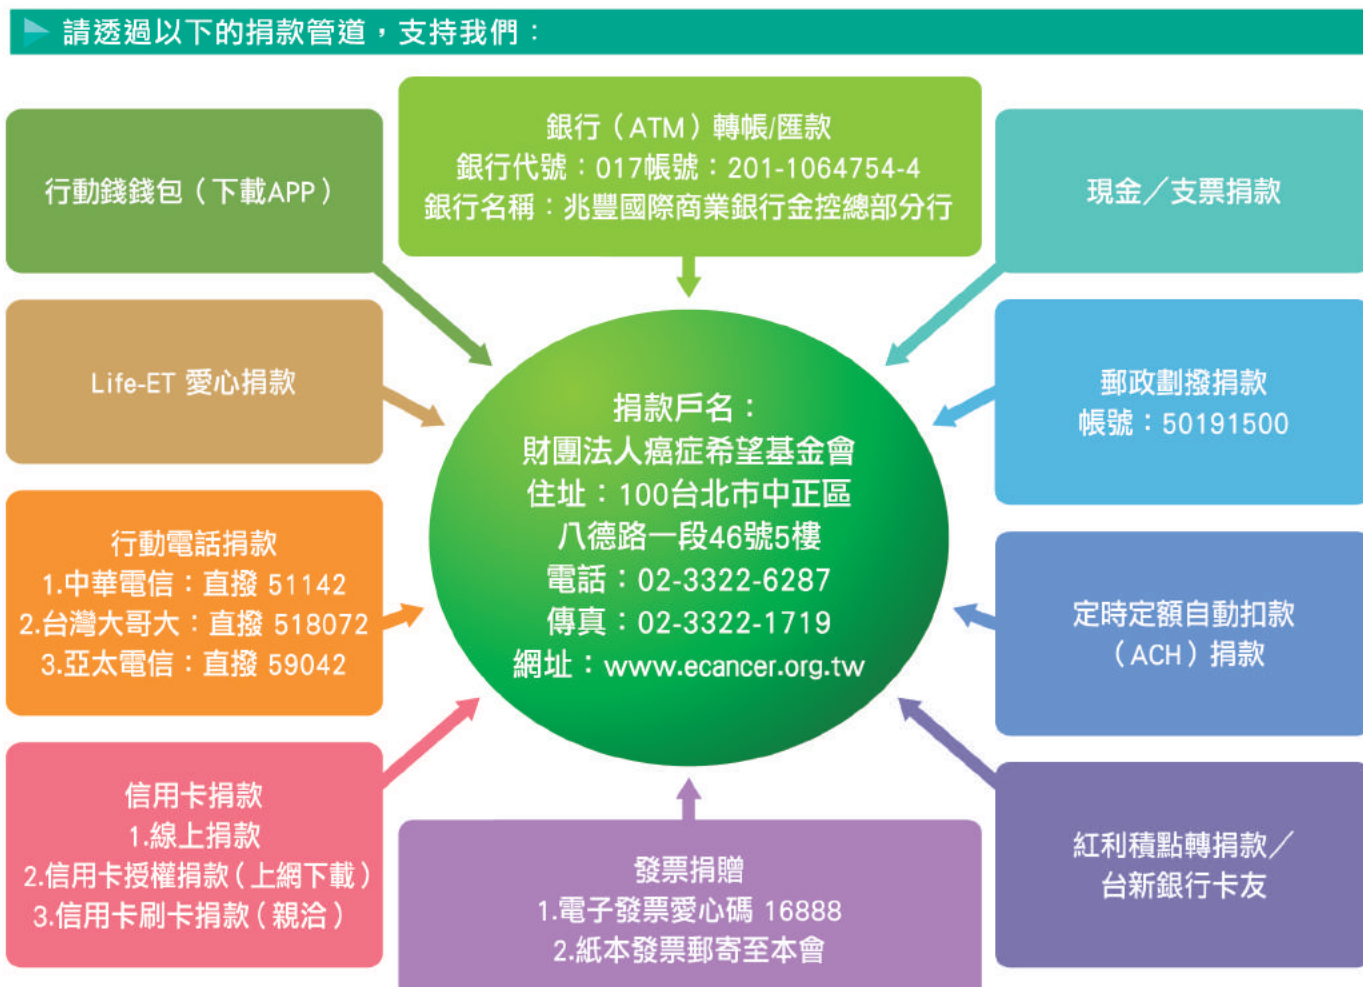 請透過以下的捐款管道，支持我們：
行動錢錢包（下載APP）
銀行（ATM）轉帳/匯款
銀行代號：017帳號：201-1064754-4
銀行名稱：兆豐國際商業銀行金控總部分行
現金／支票捐款
Life-ET 愛心捐款
捐款戶名：
財團法人癌症希望基金會
住址：100台北市中正區
八德路一段46號5樓
電話：02-3322-6287
傳真：02-3322-1719
網址：www.ecancer.org.tw
郵政劃撥捐款
帳號：50191500
行動電話捐款
1.中華電信：直撥 51142
2.台灣大哥大：直撥 518072
3.亞太電信：直撥 59042
定時定額自動扣款
（ACH）捐款
信用卡捐款
1.線上捐款
2.信用卡授權捐款（上網下載）
3.信用卡刷卡捐款（親洽）
發票捐贈
1.電子發票愛心碼 16888
2.紙本發票郵寄至本會
紅利積點轉捐款／
台新銀行卡友